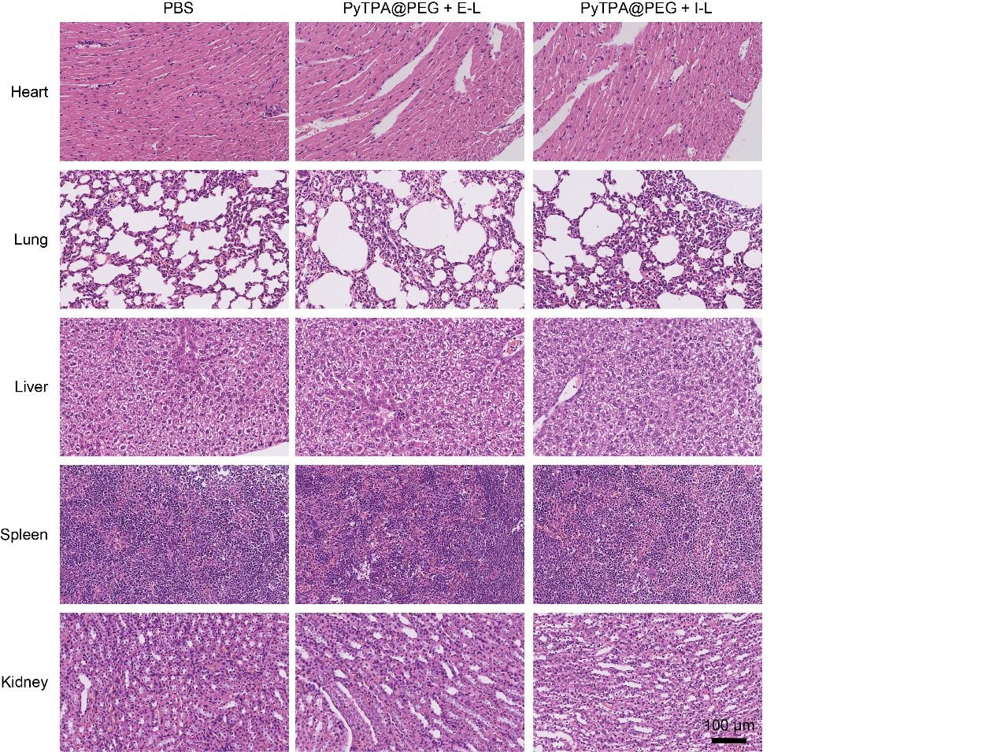 PBS
PyTPA@PEG + E-L
PyTPA@PEG + I-L
Heart
Lung
Liver
Spleen
Kidney
100 μm